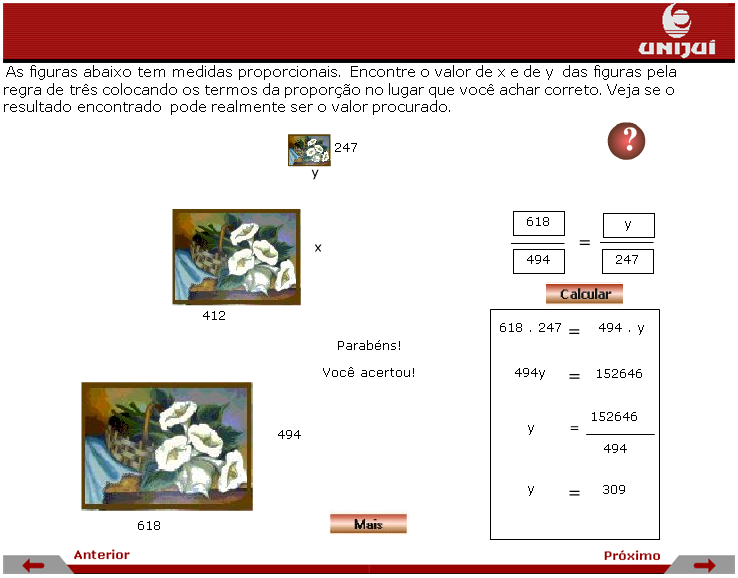 UNIJUÍ
As figuras abaixo tem medidas proporcionais. Encontre o valor de x e de y das figuras pela
regra de três colocando os termos da proporção no lugar que você achar correto. Veja se o
resultado encontrado pode realmente ser o valor procurado.
247
y
?
x
412
618
494
=
y
247
Calcular
618 . 247 = 494 . y
494y = 152646
y = 152646
494
y = 309
Parabéns!
Você acertou!
494
618
Mais
Anterior
Próximo